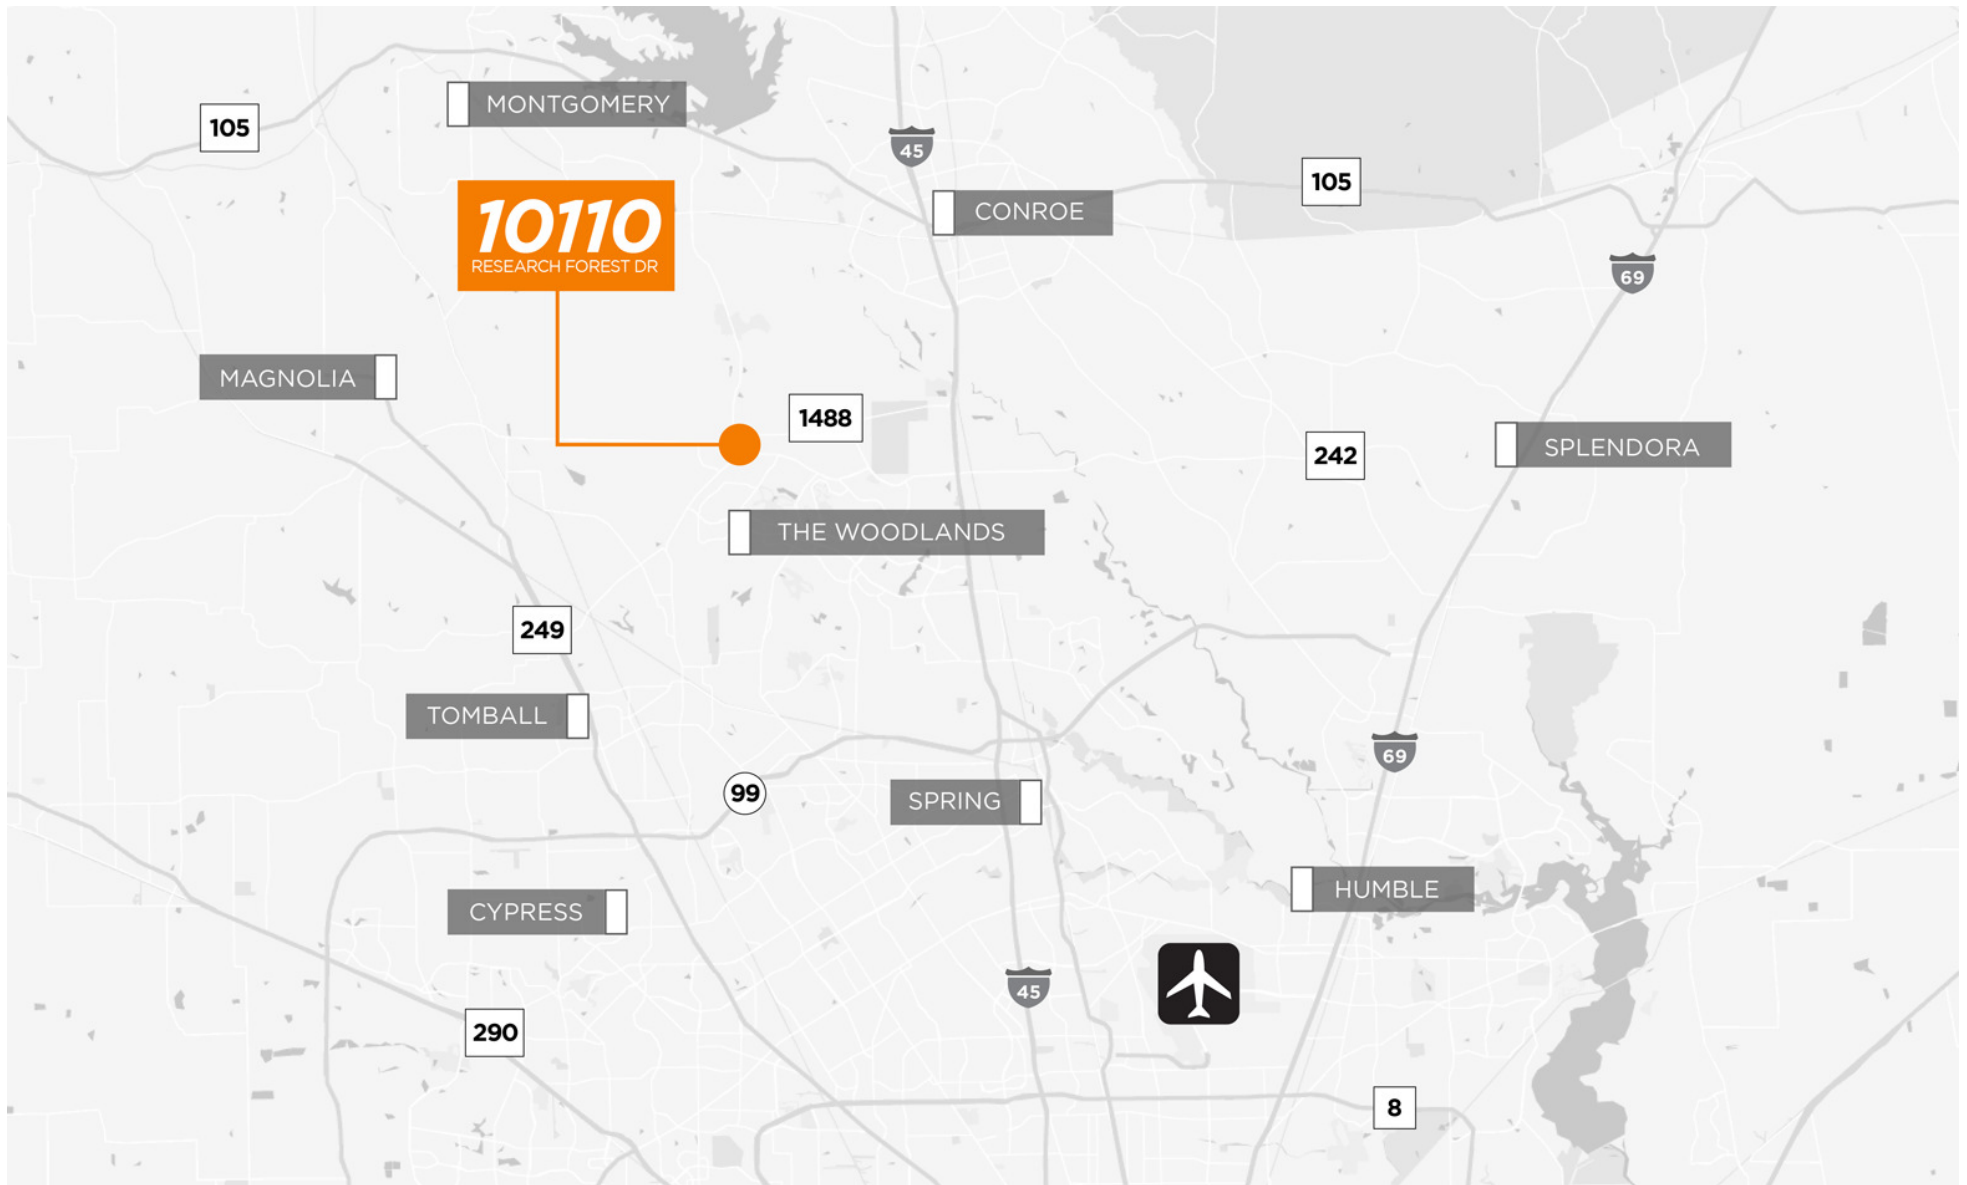 MONTGOMERY
105
45
105
10110
RESEARCH FOREST DR
CONROE
69
MAGNOLIA
1488
242
SPLENDORA
THE WOODLANDS
249
TOMBALL
69
99
SPRING
HUMBLE
CYPRESS
45
290
8